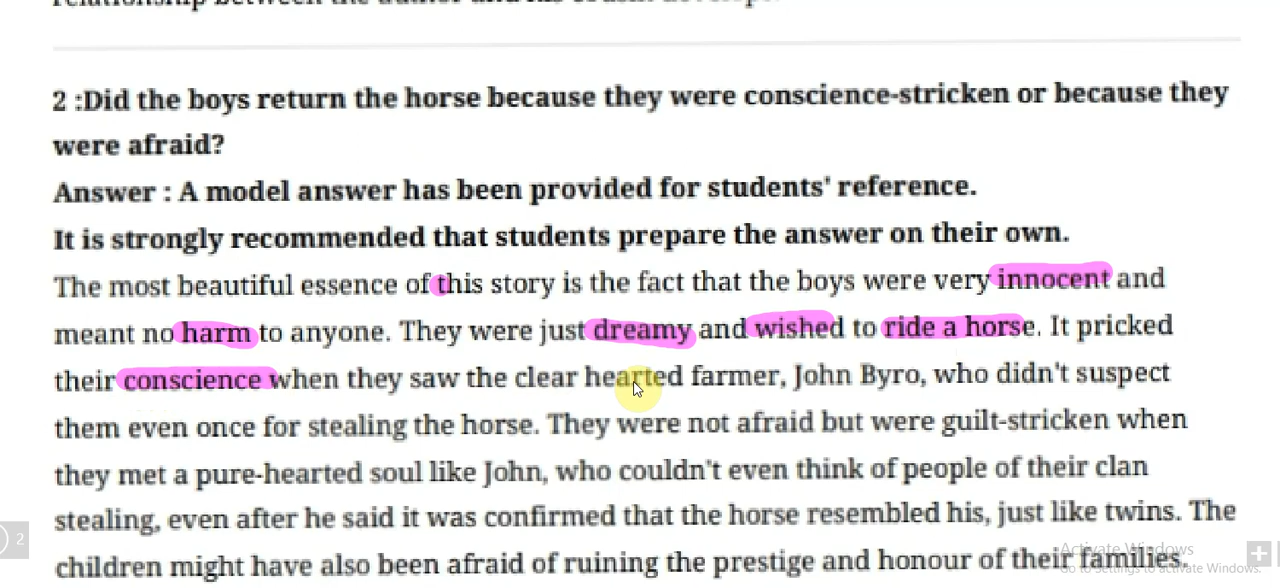 2 :Did the boys return the horse because they were conscience-stricken or because they
were afraid?
Answer : A model answer has been provided for students' reference.
It is strongly recommended that students prepare the answer on their own.
The most beautiful essence of this story is the fact that the boys were very innocent and
meant no harm to anyone. They were just dreamy and wished to ride a horse. It pricked
their conscience when they saw the clear hearted farmer, John Byro, who didn't suspect
them even once for stealing the horse. They were not afraid but were guilt-stricken when
they met a pure-hearted soul like John, who couldn't even think of people of their clan
stealing, even after he said it was confirmed that the horse resembled his, just like twins. The
2
children might have also been afraid of ruining the prestige and honour of their families.
Activate Windows
Go to Settings to activate Windows.